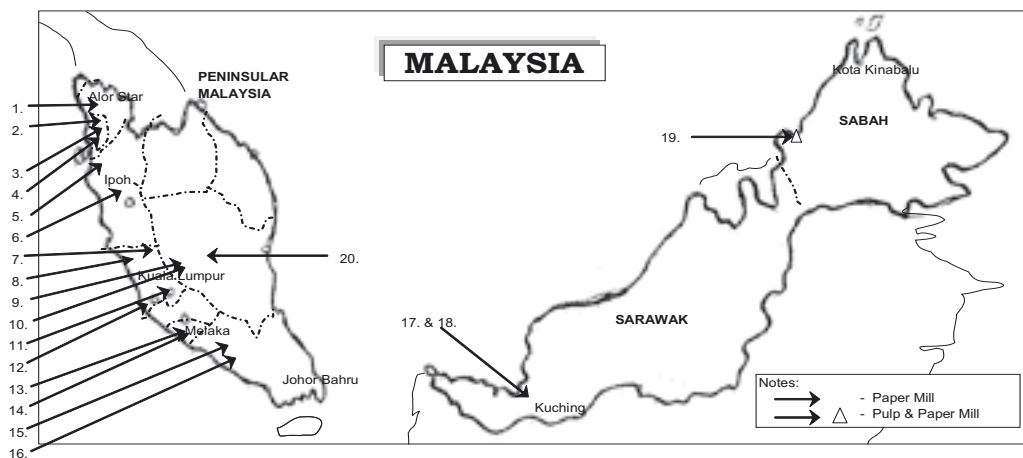 MALAYSIA
PENINSULAR
MALAYSIA
Alor Star
Kota Kinabalu
1.
2.
SABAH
19.
3.
4.
Ipoh
5.
6.
7.
20.
8.
Kuala Lumpur
9.
10.
11.
17. & 18.
SARAWAK
12.
Melaka
13.
Johor Bahru
14.
Kuching
15.
16.
Notes:
- Paper Mill
- Pulp & Paper Mill